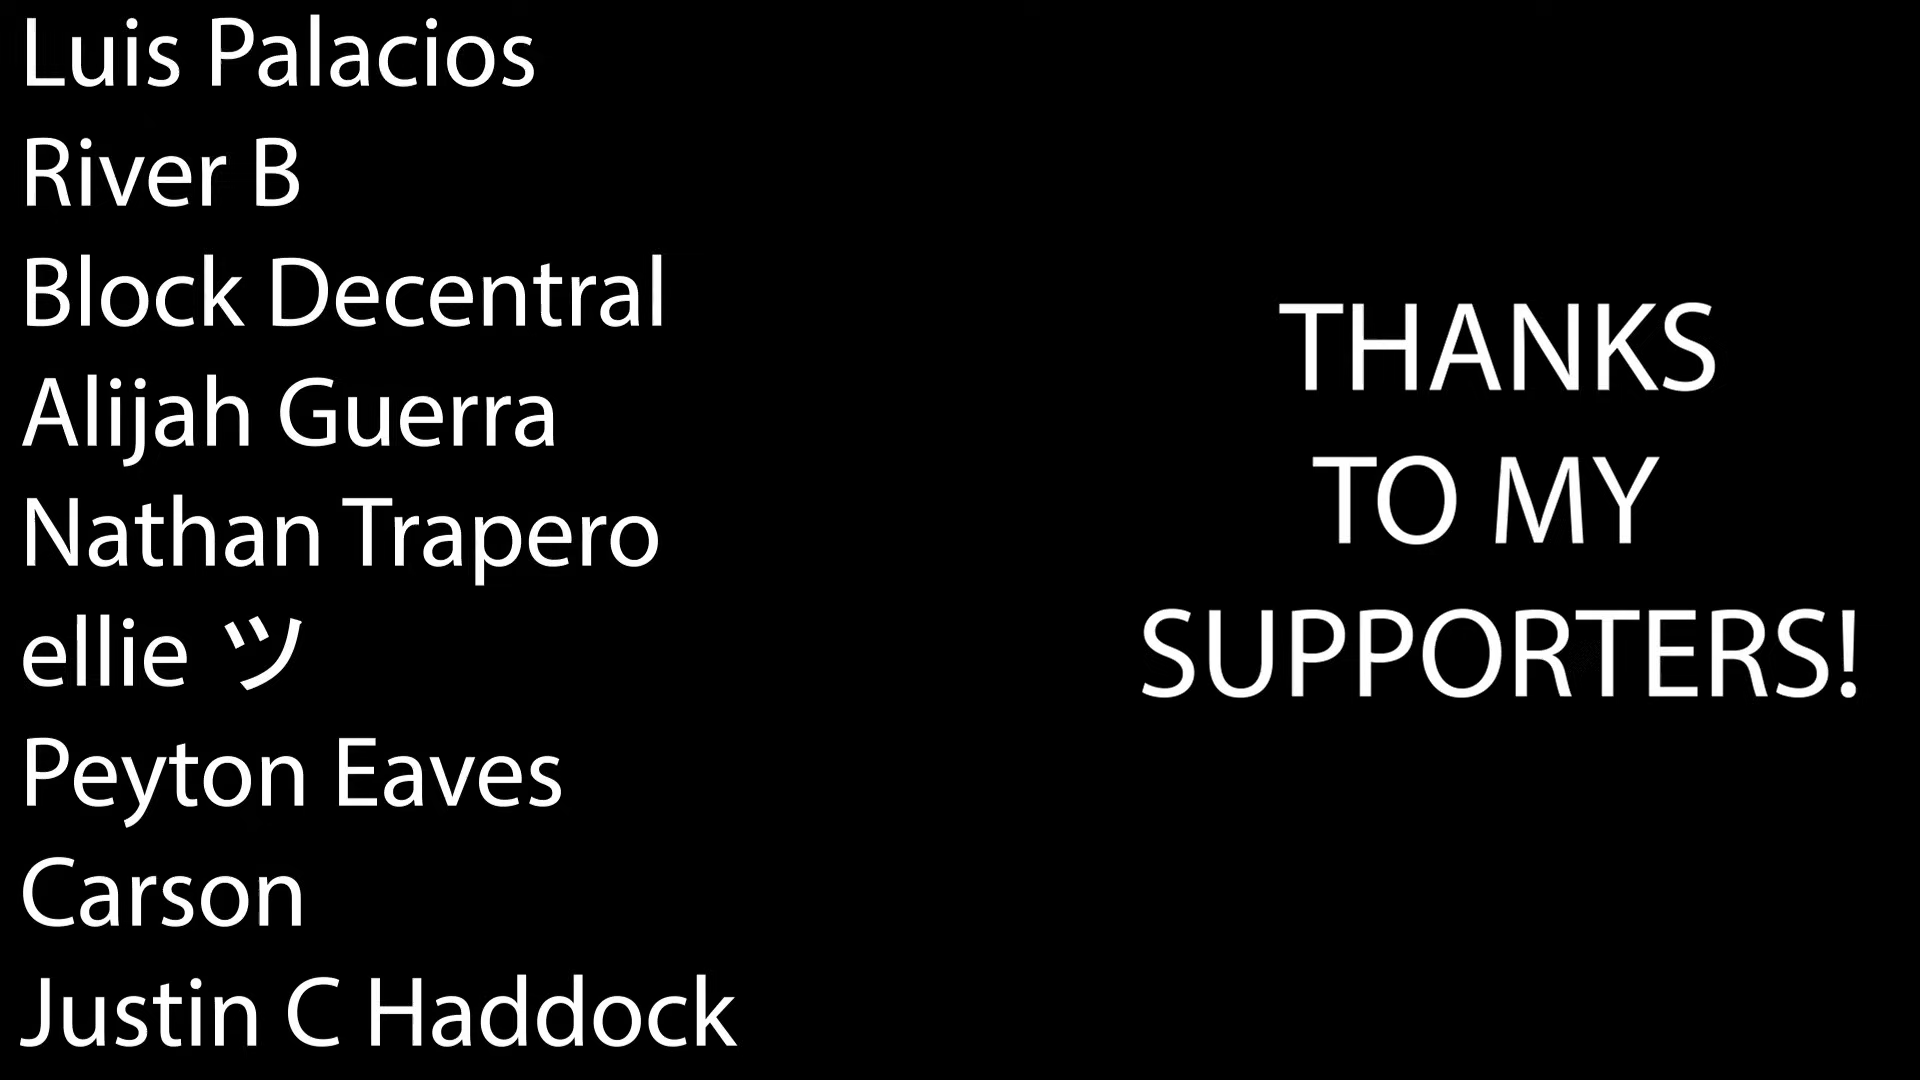 Luis Palacios
River B
Block Decentral
Alijah Guerra
Nathan Trapero
ellie ツ
Peyton Eaves
Carson
Justin C Haddock
THANKS
TO MY
SUPPORTERS!